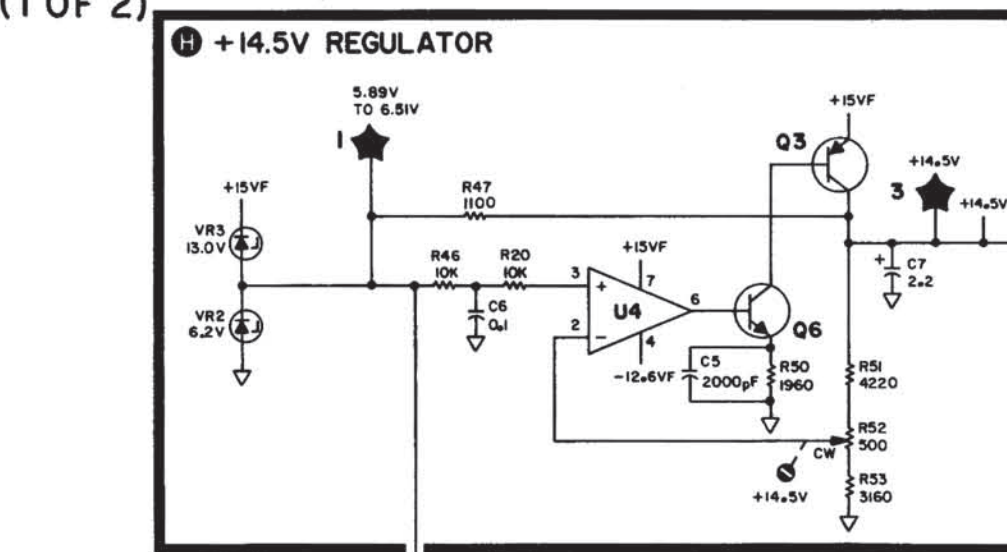 (1 OF 2)
H +14.5V REGULATOR
5.89V
TO 6.51V
1
+15VF
Q3
+14.5V
3
+14.5V
+15VF
R47
1100
VR3
13.0V
R46
10K
R20
10K
+15VF
C7
2.2
+
3
7
+
U4
6
C6
0.1
2
-
4
Q6
VR2
6.2V
-12.6VF
C5
2000pF
R50
1960
R51
4220
R52
500
CW
+14.5V
R53
3160